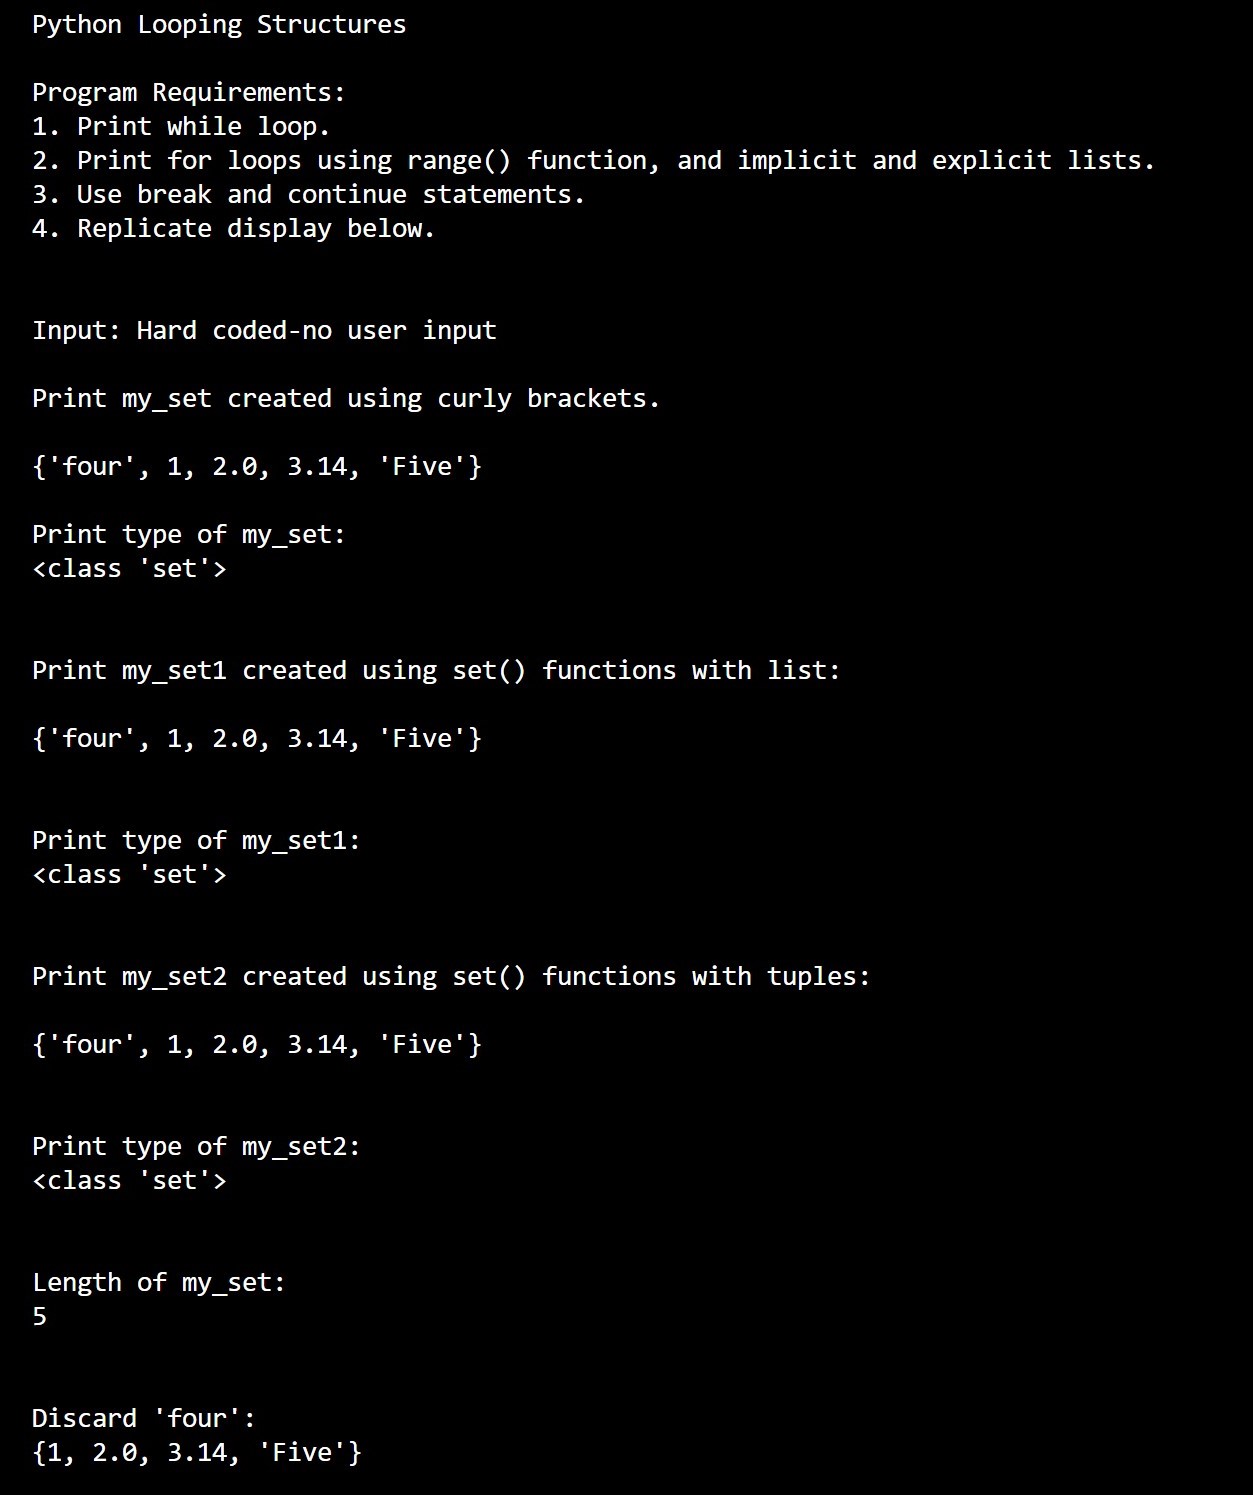 Python Looping Structures
Program Requirements:
1. Print while loop.
2. Print for loops using range() function, and implicit and explicit lists.
3. Use break and continue statements.
4. Replicate display below.
Input: Hard coded-no user input
Print my_set created using curly brackets.
{'four', 1, 2.0, 3.14, 'Five'}
Print type of my_set:
<class 'set'>
Print my_set1 created using set() functions with list:
{'four', 1, 2.0, 3.14, 'Five'}
Print type of my_set1:
<class 'set'>
Print my_set2 created using set() functions with tuples:
{'four', 1, 2.0, 3.14, 'Five'}
Print type of my_set2:
<class 'set'>
Length of my_set:
5
Discard 'four':
{1, 2.0, 3.14, 'Five'}